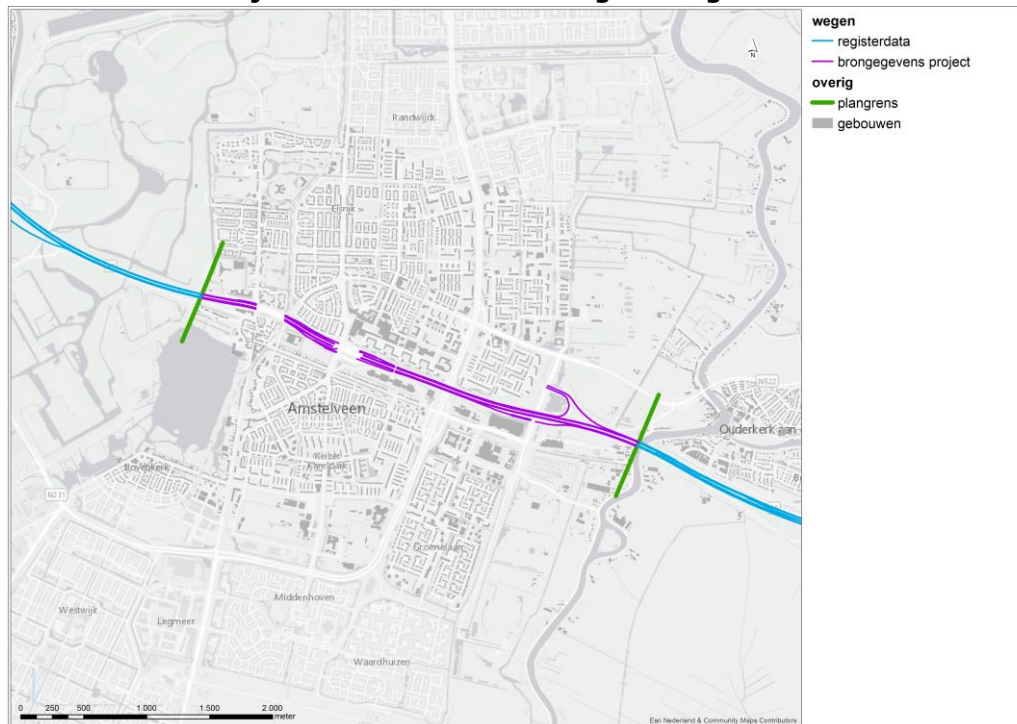 wegen
registerdata
brongegevens project
overig
plangrens
gebouwen
N
Randwijck
Elsrijk
N522
Amstelveen
Ouderkerk aan
Keizer
Karelpark
Bovenkerk
N231
Groenelaan
Middenhoven
Westwijk
Legmeer
Waardhuizen
0 250 500 1.000 1.500 2.000
meter
Esri Nederland & Community Maps Contributors